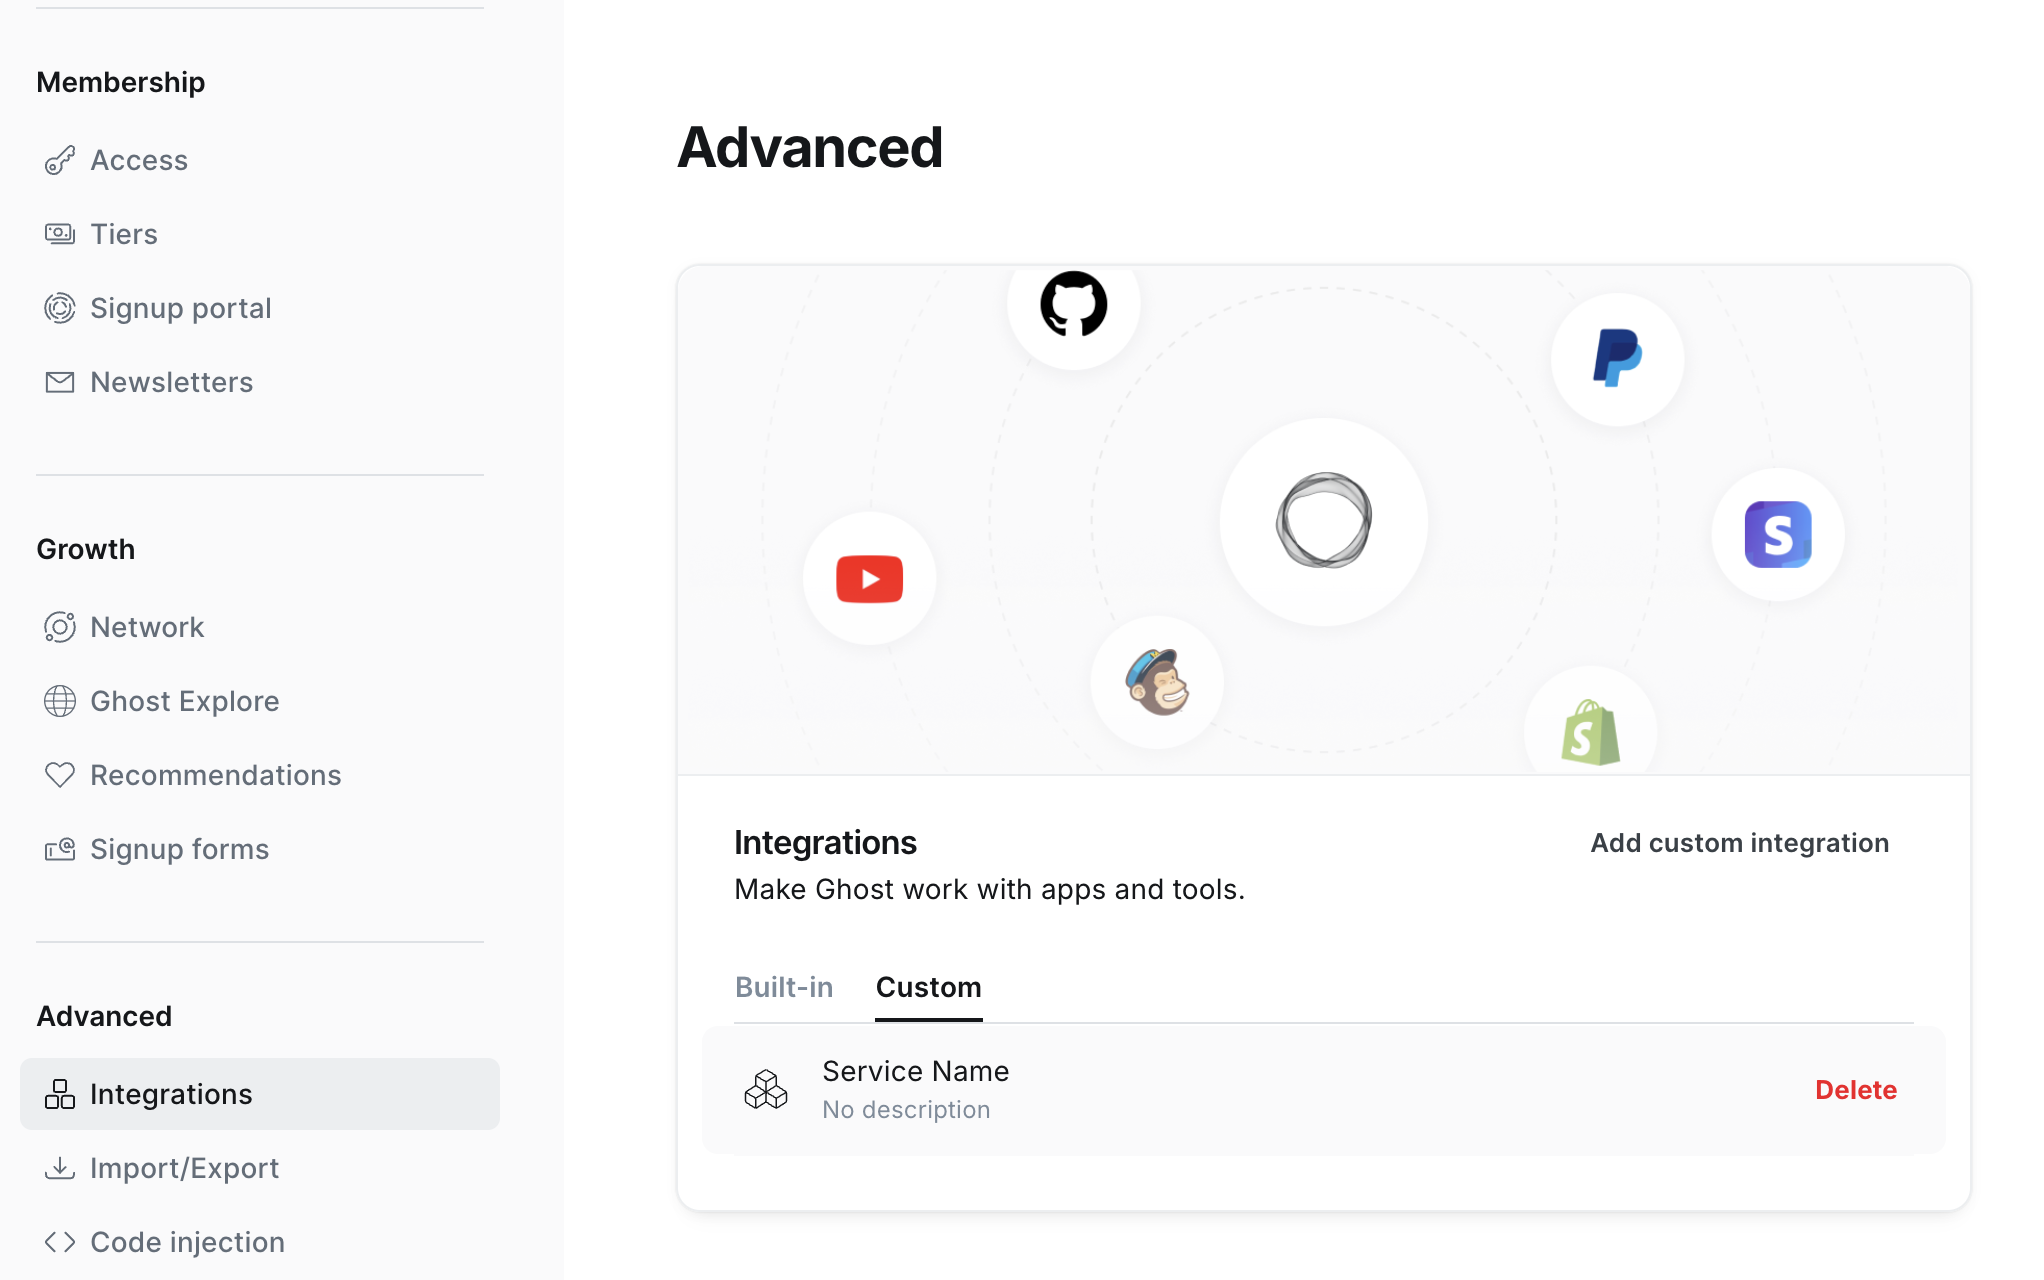 Membership
Access
Tiers
Signup portal
Newsletters
Growth
Network
Ghost Explore
Recommendations
Signup forms
Advanced
Integrations
Import/Export
Code injection
Advanced
Integrations
Add custom integration
Make Ghost work with apps and tools.
Built-in
Custom
Service Name
No description
Delete